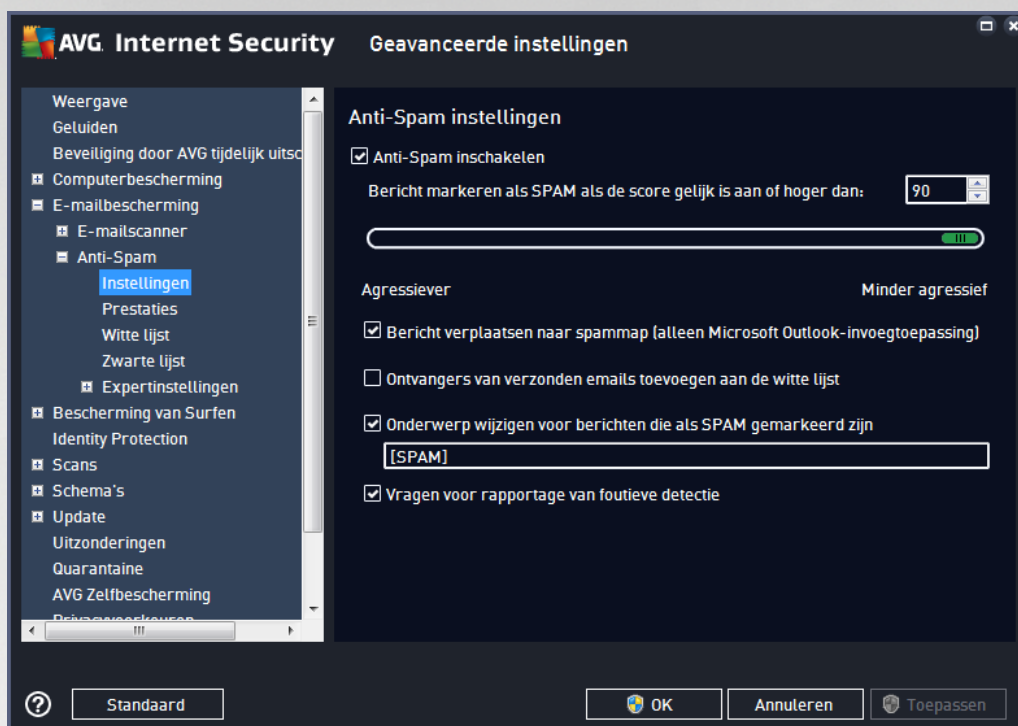 AVG. Internet Security
Geavanceerde instellingen
Weergave
Geluiden
Beveiliging door AVG tijdelijk uitsc
Computerbescherming
E-mailbescherming
E-mailscanner
Anti-Spam
Instellingen
Prestaties
Witte lijst
Zwarte lijst
Expertinstellingen
Bescherming van Surfen
Identity Protection
Scans
Schema's
Update
Uitzonderingen
Quarantaine
AVG Zelfbescherming
Privacyvoorkeuren
Anti-Spam instellingen
Anti-Spam inschakelen
Bericht markeren als SPAM als de score gelijk is aan of hoger dan: 90
Agressiever
Minder agressief
Bericht verplaatsen naar spammap (alleen Microsoft Outlook-invoegtoepassing)
Ontvangers van verzonden emails toevoegen aan de witte lijst
Onderwerp wijzigen voor berichten die als SPAM gemarkeerd zijn
[SPAM]
Vragen voor rapportage van foutieve detectie
? Standaard
OK
Annuleren
Toepassen